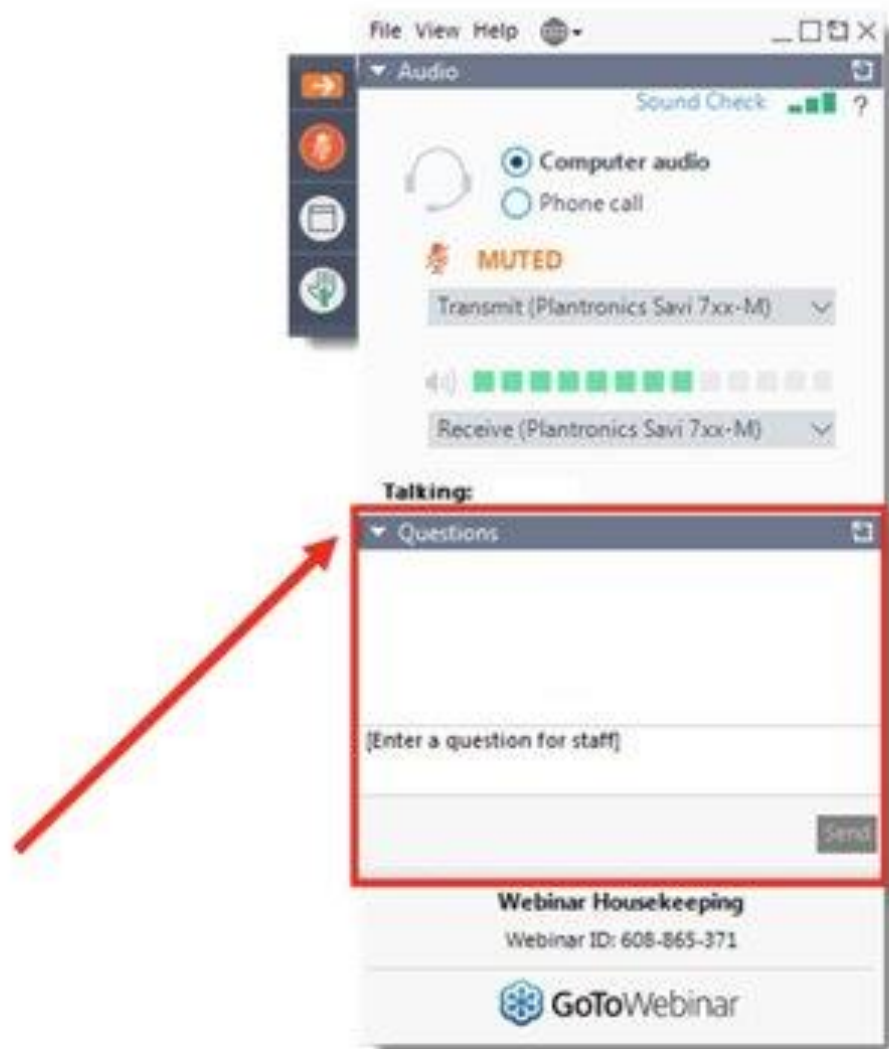 File View Help
Audio
Sound Check ?
Computer audio
Phone call
MUTED
Transmit (Plantronics Savi 7xx-M)
Receive (Plantronics Savi 7xx-M)
Talking:
Questions
[Enter a question for staff]
Send
Webinar Housekeeping
Webinar ID: 608-865-371
GoToWebinar